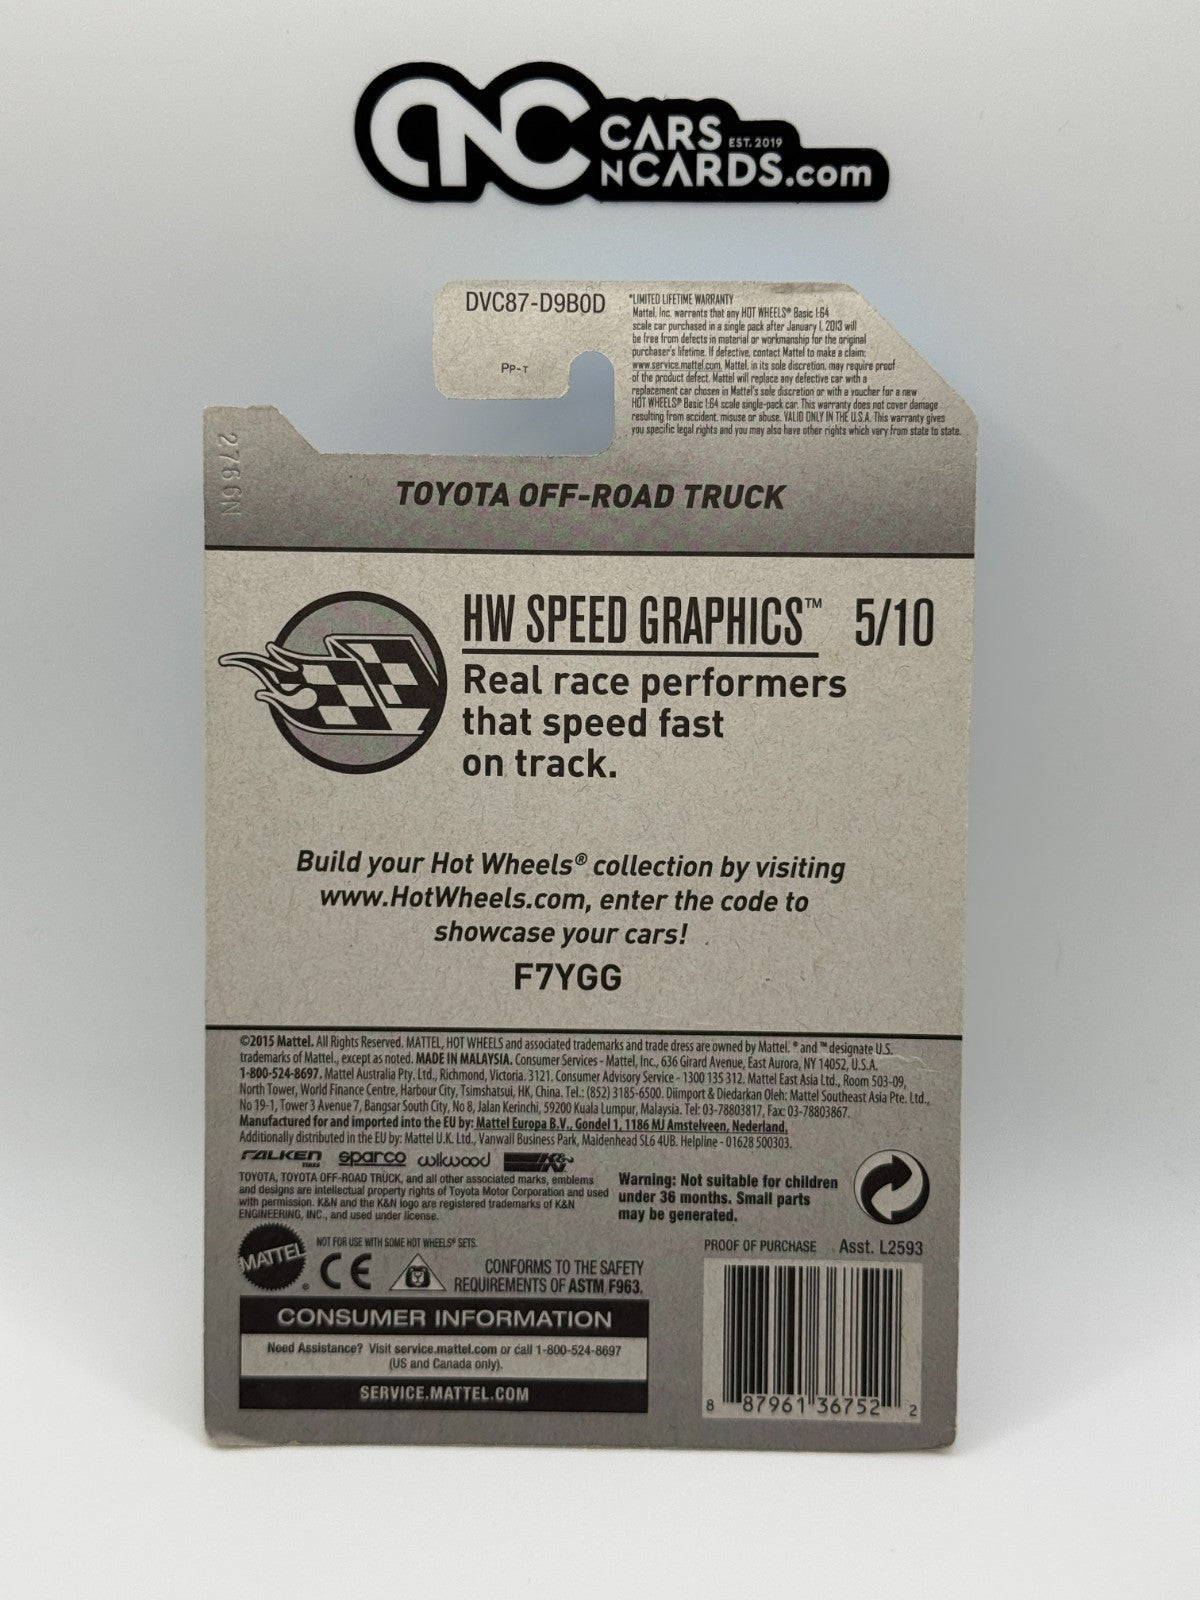 CNC CARS EST. 2019
NCARDS.com
DVC87-D9B0D
PP-T
*LIMITED LIFETIME WARRANTY
Mattel, Inc. warrants that any HOT WHEELS® Basic 1:64
scale car purchased in a single pack after January 1, 2013 will
be free from defects in material or workmanship for the original
purchaser's lifetime. If defective, contact Mattel to make a claim:
www.service.mattel.com. Mattel, in its sole discretion, may require proof
of the product defect. Mattel will replace any defective car with a
replacement car chosen in Mattel's sole discretion or with a voucher for a new
HOT WHEELS® Basic 1:64 scale single-pack car. This warranty does not cover damage
resulting from accident, misuse or abuse. VALID ONLY IN THE U.S.A. This warranty gives
you specific legal rights and you may also have other rights which vary from state to state.
2766N
TOYOTA OFF-ROAD TRUCK
HW SPEED GRAPHICS™ 5/10
Real race performers
that speed fast
on track.
Build your Hot Wheels® collection by visiting
www.HotWheels.com, enter the code to
showcase your cars!
F7YGG
©2015 Mattel. All Rights Reserved. MATTEL, HOT WHEELS and associated trademarks and trade dress are owned by Mattel. ® and ™ designate U.S.
trademarks of Mattel., except as noted. MADE IN MALAYSIA. Consumer Services - Mattel, Inc., 636 Girard Avenue, East Aurora, NY 14052, U.S.A.
1-800-524-8697. Mattel Australia Pty. Ltd., Richmond, Victoria. 3121. Consumer Advisory Service - 1300 135 312. Mattel East Asia Ltd., Room 503-09,
North Tower, World Finance Centre, Harbour City, Tsimshatsui, HK, China. Tel.: (852) 3185-6500. Diimport & Diedarkan Oleh: Mattel Southeast Asia Pte. Ltd.,
No 19-1, Tower 3 Avenue 7, Bangsar South City, No 8, Jalan Kerinchi, 59200 Kuala Lumpur, Malaysia. Tel: 03-78803817, Fax: 03-78803867.
Manufactured for and imported into the EU by: Mattel Europa B.V., Gondel 1, 1186 MJ Amstelveen, Nederland.
Additionally distributed in the EU by: Mattel U.K. Ltd., Vanwall Business Park, Maidenhead SL6 4UB. Helpline - 01628 500303.
FALKEN TIRES sparco wilwood K&N
TOYOTA, TOYOTA OFF-ROAD TRUCK, and all other associated marks, emblems
and designs are intellectual property rights of Toyota Motor Corporation and used
with permission. K&N and the K&N logo are registered trademarks of K&N
ENGINEERING, INC., and used under license.
Warning: Not suitable for children
under 36 months. Small parts
may be generated.
MATTEL®
NOT FOR USE WITH SOME HOT WHEELS® SETS.
CE
CONFORMS TO THE SAFETY
REQUIREMENTS OF ASTM F963.
PROOF OF PURCHASE Asst. L2593
CONSUMER INFORMATION
Need Assistance? Visit service.mattel.com or call 1-800-524-8697
(US and Canada only).
SERVICE.MATTEL.COM
8 87961 36752 2